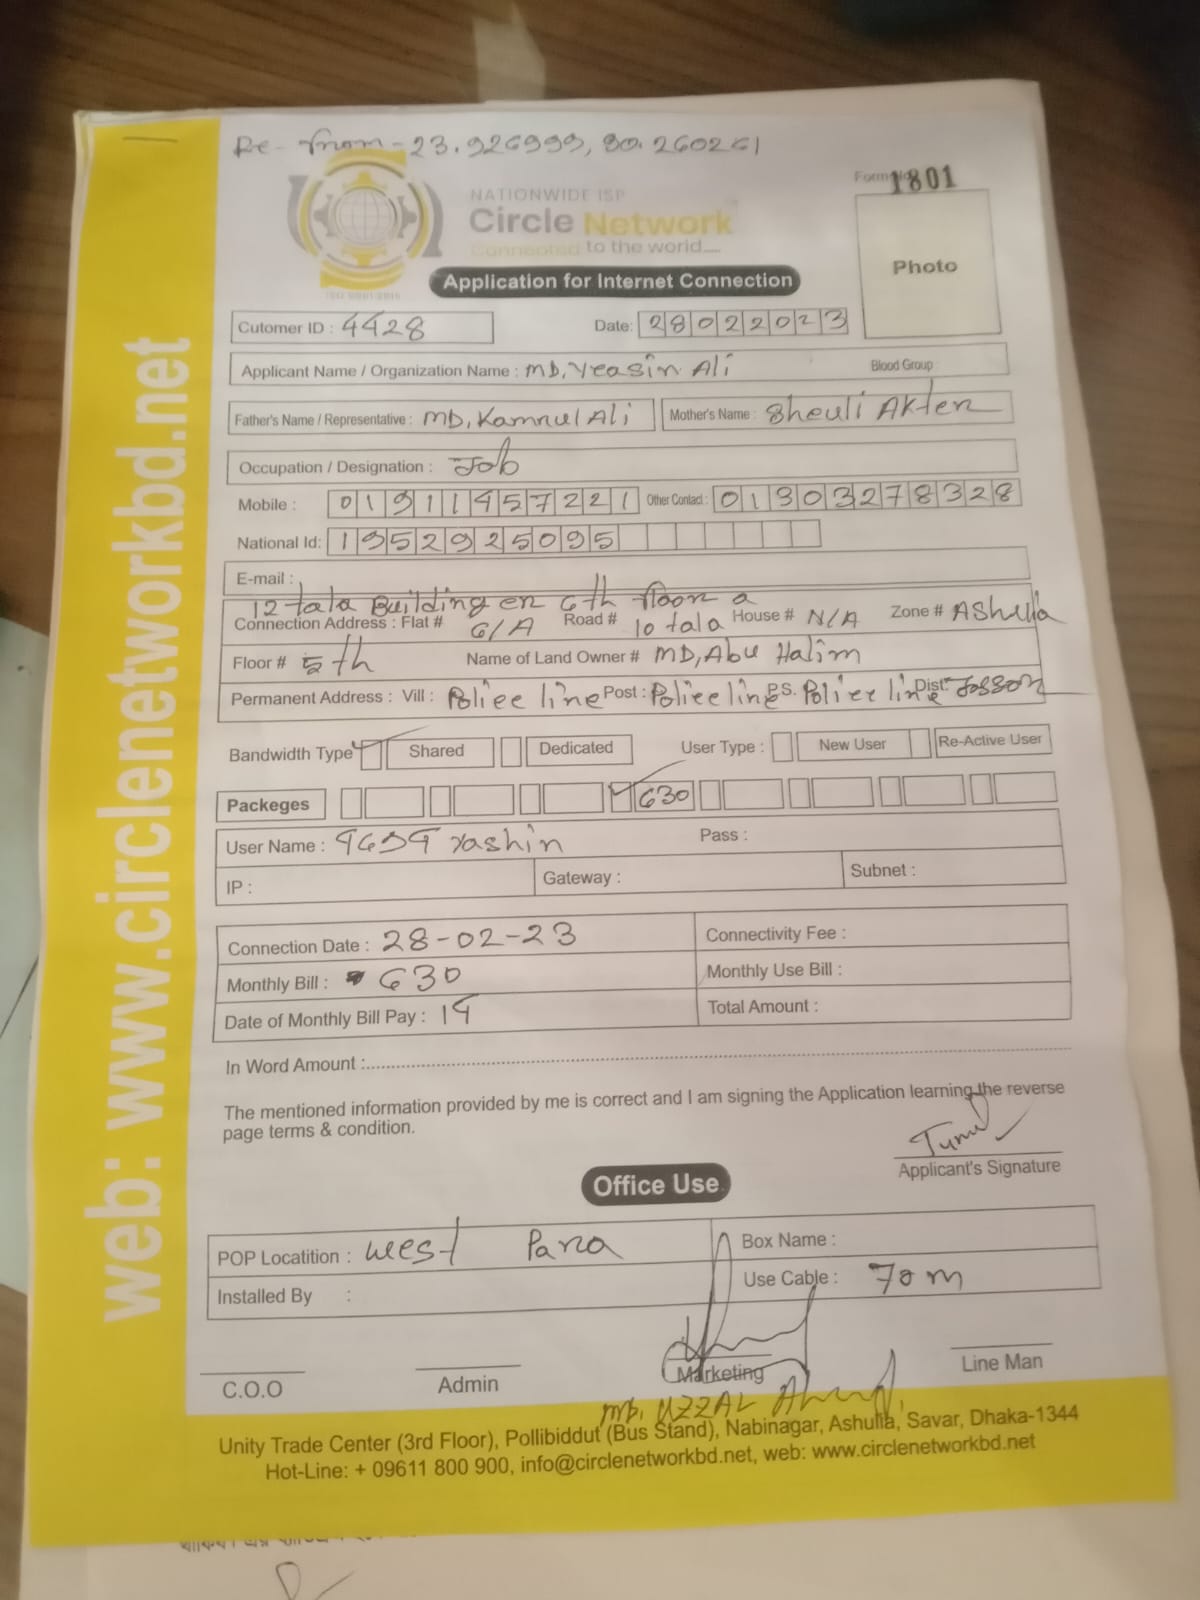 Re- from - 23.926999, 90.260261
Form No 1801
NATIONWIDE ISP
Circle Network
Connected to the world....
Photo
Application for Internet Connection
Cutomer ID : 4428
Date: 28022023
Applicant Name / Organization Name : MD, Yeasin Ali
Blood Group
Father's Name / Representative : MD, Kamrul Ali
Mother's Name : Sheuli Akter
Occupation / Designation : Job
Mobile : 01911457221 Other Contact : 01303278328
National Id: 1952925095
E-mail :
12 tala Building er 6th floor a
Connection Address : Flat # 6/A Road # 10 tala House # N/A Zone # AShulia
Floor # 5th Name of Land Owner # MD, Abu Halim
Permanent Address : Vill : Police line Post : Police line P.S. Police line Dist: Jossor
Bandwidth Type Shared Dedicated User Type : New User Re-Active User
Packeges 630
User Name : Yashin Pass :
IP : Gateway : Subnet :
Connection Date : 28-02-23 Connectivity Fee :
Monthly Bill : 630 Monthly Use Bill :
Date of Monthly Bill Pay : 14 Total Amount :
In Word Amount :
The mentioned information provided by me is correct and I am signing the Application learning the reverse
page terms & condition.
Applicant's Signature
Office Use
POP Locatition : West Para Box Name :
Installed By : Use Cable : 70m
C.O.O Admin Marketing Line Man
MD. UZZAL Ahmed
Unity Trade Center (3rd Floor), Pollibiddut (Bus Stand), Nabinagar, Ashulia, Savar, Dhaka-1344
Hot-Line: + 09611 800 900, info@circlenetworkbd.net, web: www.circlenetworkbd.net
web: www.circlenetworkbd.net